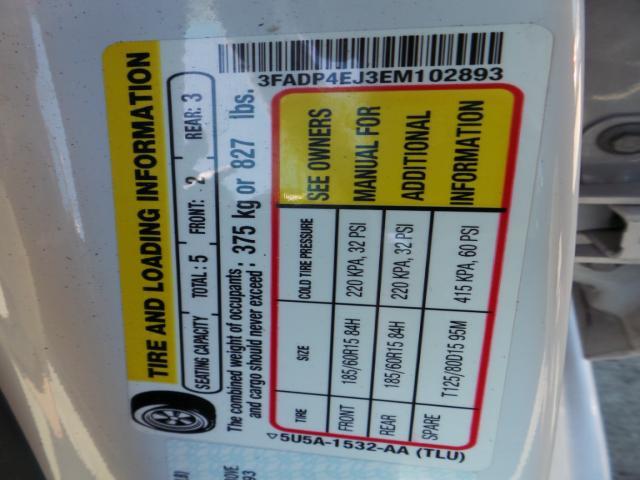 TIRE AND LOADING INFORMATION
SEATING CAPACITY TOTAL: 5 FRONT: 2 REAR: 3
The combined weight of occupants
and cargo should never exceed : 375 kg or 827 lbs.
TIRE SIZE COLD TIRE PRESSURE SEE OWNERS
FRONT 185/60R15 84H 220 KPA, 32 PSI MANUAL FOR
REAR 185/60R15 84H 220 KPA, 32 PSI ADDITIONAL
SPARE T125/80D15 95M 415 KPA, 60 PSI INFORMATION
5U5A-1532-AA (TLU)
3FADP4EJ3EM102893